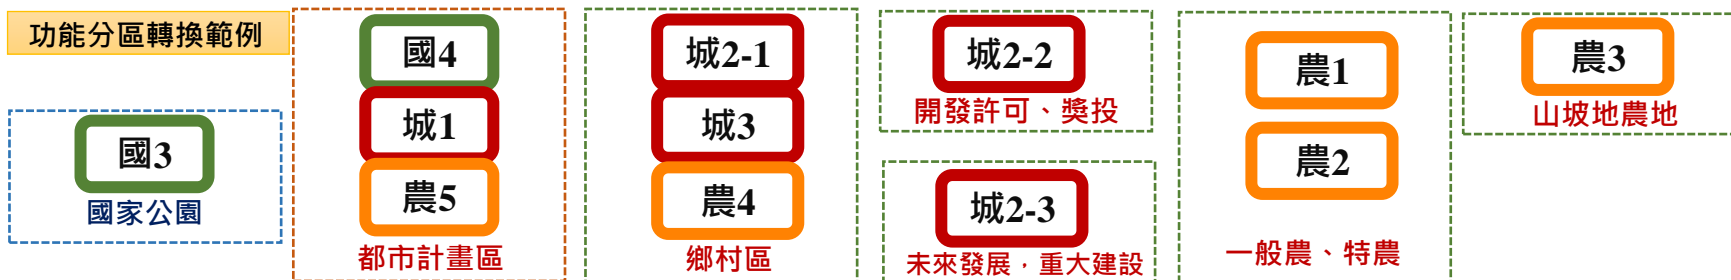 功能分區轉換範例
國3
國家公園
國4
城1
農5
都市計畫區
城2-1
城3
農4
鄉村區
城2-2
開發許可、獎投
城2-3
未來發展，重大建設
農1
農2
一般農、特農
農3
山坡地農地